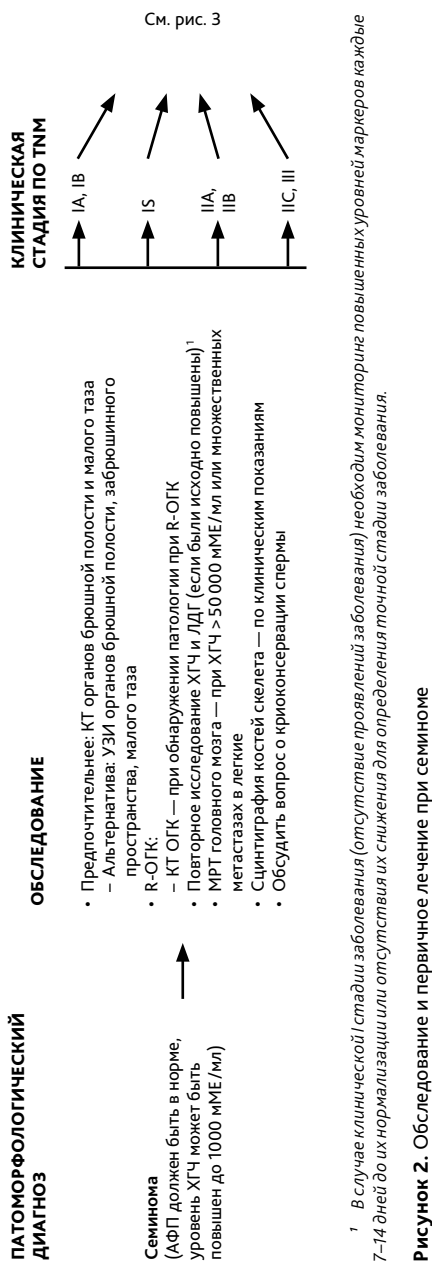 ПАТОМОРФОЛОГИЧЕСКИЙ
ДИАГНОЗ
ОБСЛЕДОВАНИЕ
КЛИНИЧЕСКАЯ
СТАДИЯ ПО TNM
Семинома
(АФП должен быть в норме,
уровень ХГЧ может быть
повышен до 1000 мМЕ/мл)
• Предпочтительнее: КТ органов брюшной полости и малого таза
– Альтернатива: УЗИ органов брюшной полости, забрюшинного
пространства, малого таза
• R-ОГК:
– КТ ОГК — при обнаружении патологии при R-ОГК
• Повторное исследование ХГЧ и ЛДГ (если были исходно повышены)¹
• МРТ головного мозга — при ХГЧ >50 000 мМЕ/мл или множественных
метастазах в легкие
• Сцинтиграфия костей скелета — по клиническим показаниям
• Обсудить вопрос о криоконсервации спермы
IA, IB
IS
IIA,
IIB
IIC, III
См. рис. 3
¹ В случае клинической I стадии заболевания (отсутствие проявлений заболевания) необходим мониторинг повышенных уровней маркеров каждые
7–14 дней до их нормализации или отсутствия их снижения для определения точной стадии заболевания.
Рисунок 2. Обследование и первичное лечение при семиноме